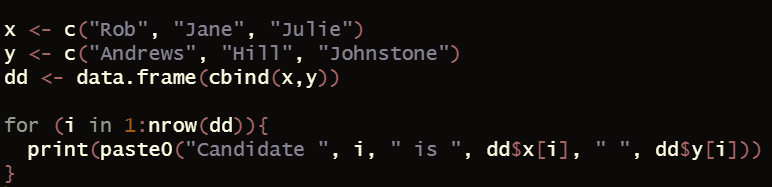 x <- c("Rob", "Jane", "Julie")
y <- c("Andrews", "Hill", "Johnstone")
dd <- data.frame(cbind(x,y))
for (i in 1:nrow(dd)){
  print(paste0("Candidate ", i, " is ", dd$x[i], " ", dd$y[i]))
}